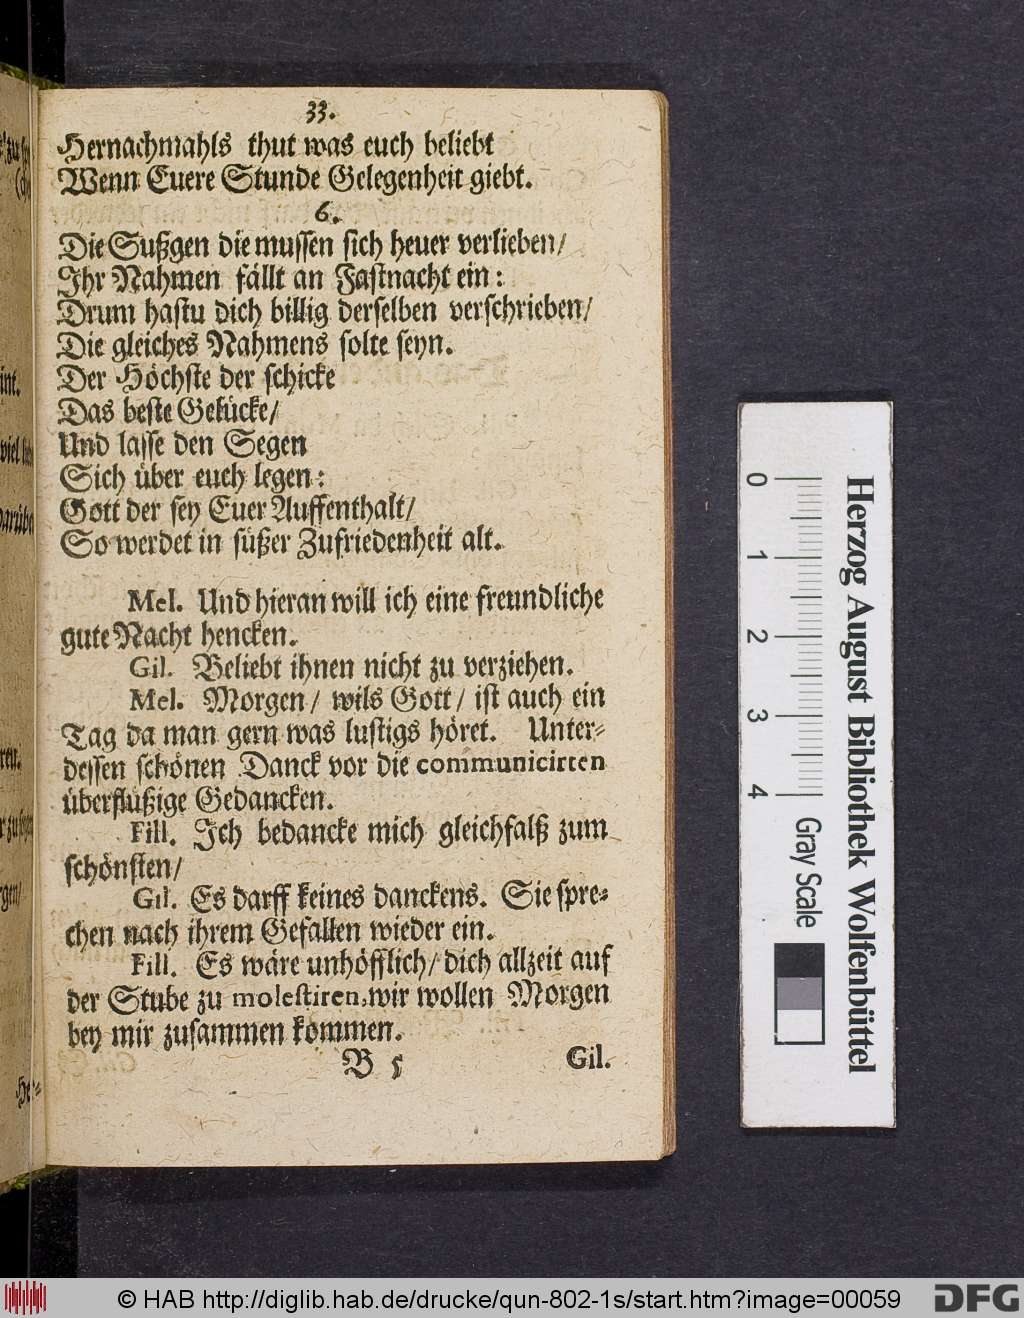 33.
Hernachmahls thut was euch beliebt
Wenn Euere Stunde Gelegenheit giebt.
6.
Die Sußgen die mussen sich heuer verlieben/
Ihr Nahmen fällt an Fastnacht ein:
Drum hastu dich billig derselben verschrieben/
Die gleiches Nahmens solte seyn.
Der Höchste der schicke
Das beste Gelücke/
Und lasse den Segen
Sich über euch legen:
Gott der sey Euer Auffenthalt/
So werdet in süßer Zufriedenheit alt.
Mel. Und hieran will ich eine freundliche
gute Nacht hencken.
Gil. Beliebt ihnen nicht zu verziehen.
Mel. Morgen/ wils Gott/ ist auch ein
Tag da man gern was lustigs höret. Unter-
dessen schönen Danck vor die communicirten
überflußige Gedancken.
Fill. Ich bedancke mich gleichfalß zum
schönsten/
Gil. Es darff keines danckens. Sie spre-
chen nach ihrem Gefallen wieder ein.
Fill. Es wäre unhöfflich/ dich allzeit auf
der Stube zu molestiren, wir wollen Morgen
bey mir zusammen kommen.
B 5 Gil.
0 1 2 3 4
Gray Scale
Herzog August Bibliothek Wolfenbüttel
© HAB http://diglib.hab.de/drucke/qun-802-1s/start.htm?image=00059
DFG